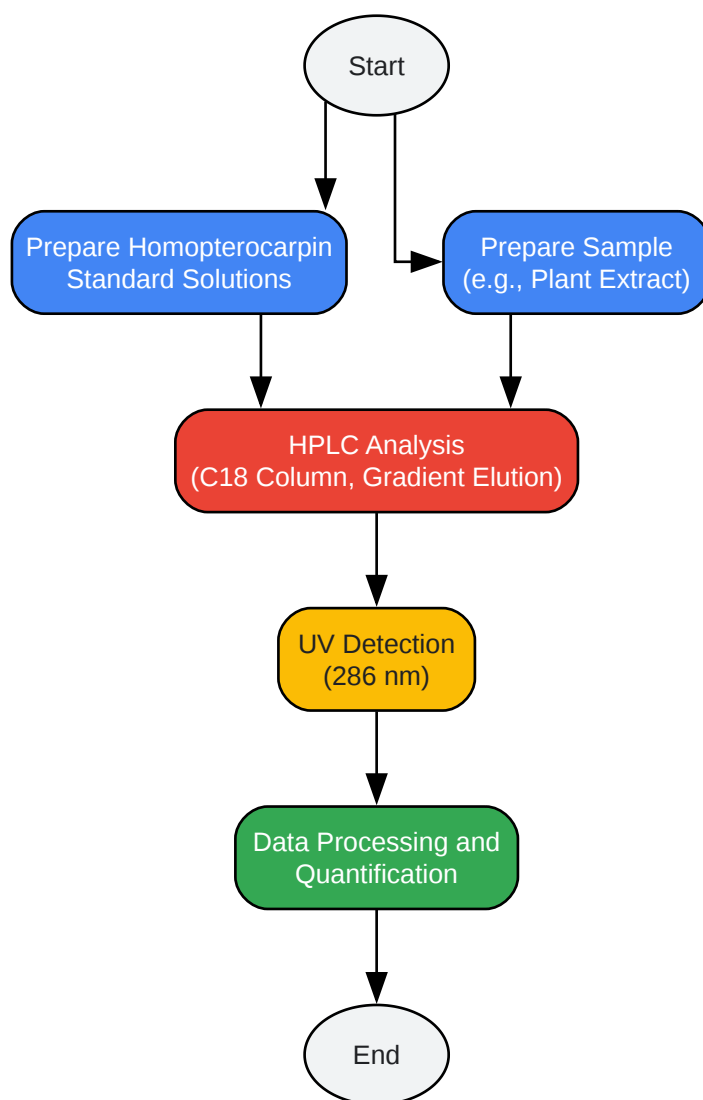 Start
Prepare Homopterocarpin
Standard Solutions
Prepare Sample
(e.g., Plant Extract)
HPLC Analysis
(C18 Column, Gradient Elution)
UV Detection
(286 nm)
Data Processing and
Quantification
End